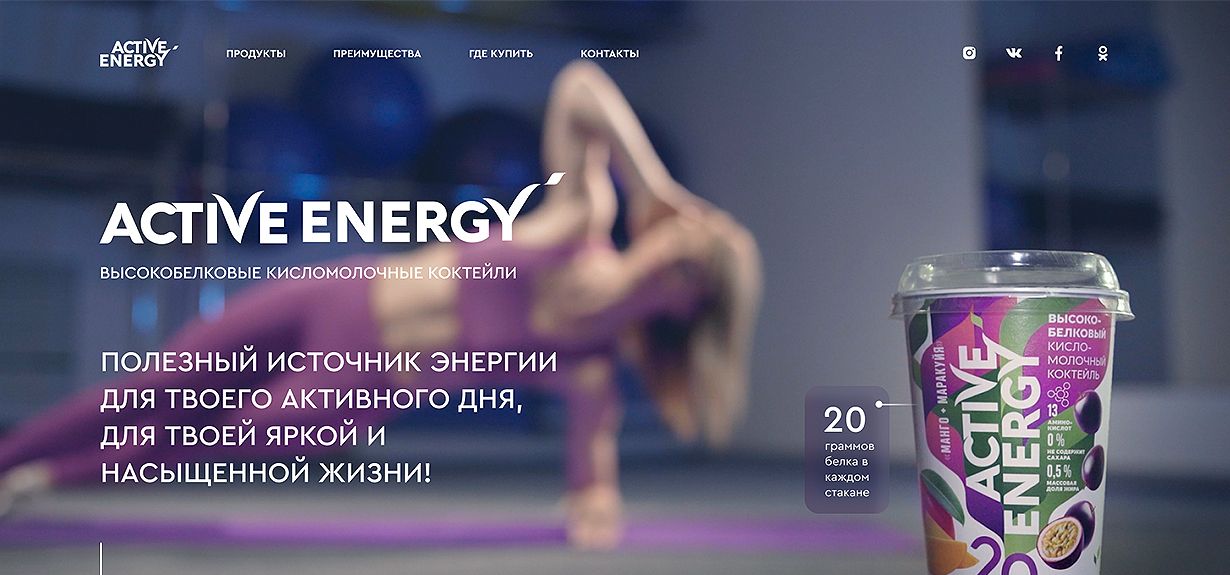 ACTIVE
ENERGY
ПРОДУКТЫ
ПРЕИМУЩЕСТВА
ГДЕ КУПИТЬ
КОНТАКТЫ
ACTIVE ENERGY
ВЫСОКОБЕЛКОВЫЕ КИСЛОМОЛОЧНЫЕ КОКТЕЙЛИ
ПОЛЕЗНЫЙ ИСТОЧНИК ЭНЕРГИИ
ДЛЯ ТВОЕГО АКТИВНОГО ДНЯ,
ДЛЯ ТВОЕЙ ЯРКОЙ И
НАСЫЩЕННОЙ ЖИЗНИ!
20
граммов
белка в
каждом
стакане
«МАНГО + МАРАКУЙЯ»
ACTIVE
ENERGY
ВЫСОКО-
БЕЛКОВЫЙ
КИСЛО-
МОЛОЧНЫЙ
КОКТЕЙЛЬ
13
АМИНО-
КИСЛОТ
0 %
НЕ СОДЕРЖИТ
САХАРА
0,5 %
МАССОВАЯ
ДОЛЯ ЖИРА
20